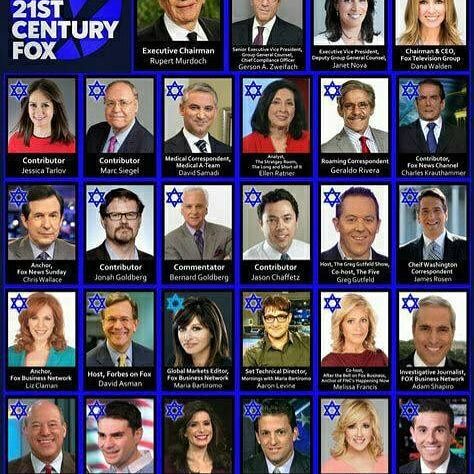 21ST
CENTURY
FOX
Executive Chairman
Rupert Murdoch
Senior Executive Vice President,
Group General Counsel,
Chief Compliance Officer
Gerson A. Zweifach
Executive Vice President,
Deputy Group General Counsel,
Janet Nova
Chairman & CEO,
Fox Television Group
Dana Walden
Contributor
Jessica Tarlov
Contributor
Marc Siegel
Medical Correspondent,
Medical A-Team
David Samadi
Analyst,
The Strategy Room,
The Long and Short of It
Ellen Ratner
Roaming Correspondent
Geraldo Rivera
Contributor,
Fox News Channel
Charles Krauthammer
Anchor,
Fox News Sunday
Chris Wallace
Contributor
Jonah Goldberg
Commentator
Bernard Goldberg
Contributor
Jason Chaffetz
Host, The Greg Gutfeld Show,
Co-host, The Five
Greg Gutfeld
Cheif Washington
Correspondent
James Rosen
Anchor,
Fox Business Network
Liz Claman
Host, Forbes on Fox
David Asman
Global Markets Editor,
FOX Business Network
Maria Bartiromo
Set Technical Director,
Mornings with Maria Bartiromo
Aaron Levine
Co-host,
After the Bell on Fox Business,
Anchor of FNC's Happening Now
Melissa Francis
Investigative Journalist,
FOX Business Network
Adam Shapiro